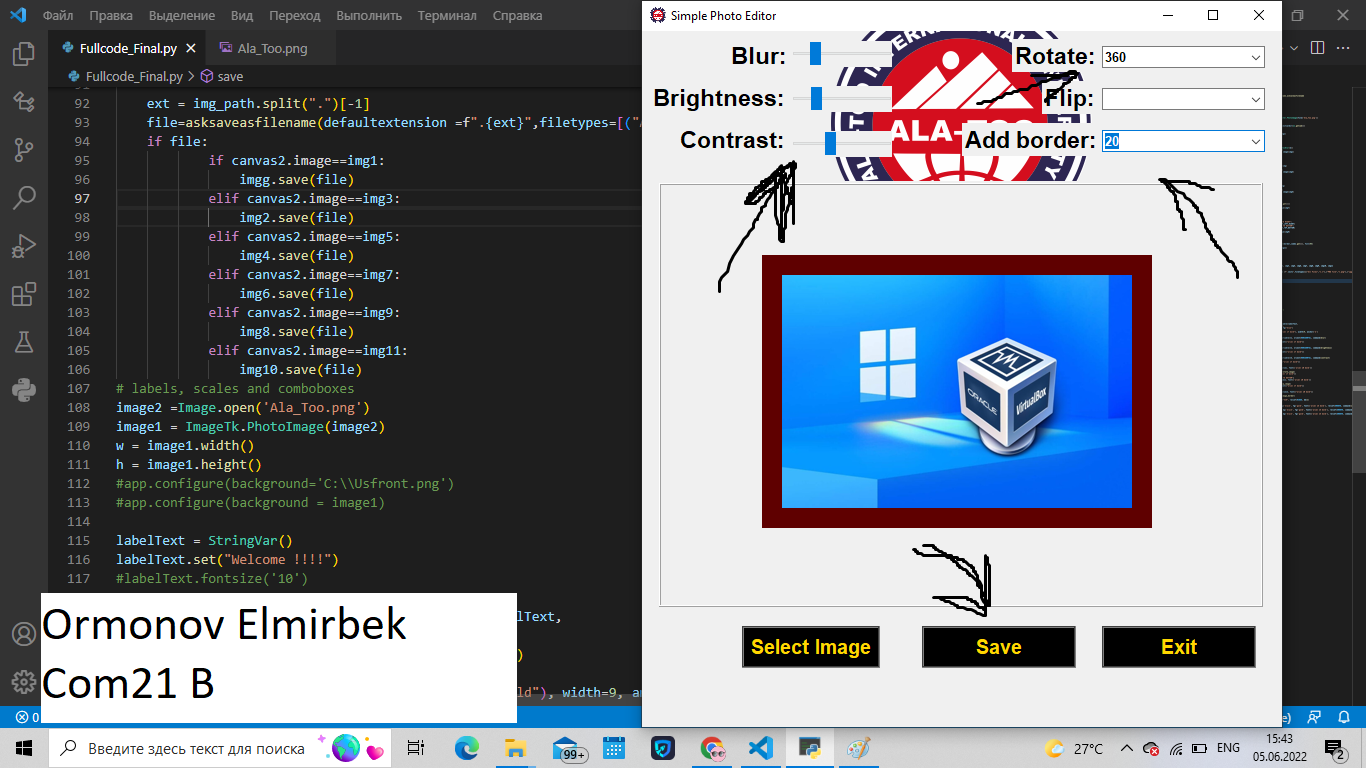 Файл Правка Выделение Вид Переход Выполнить Терминал Справка
Fullcode_Final.py
Ala_Too.png
Fullcode_Final.py > save
92 ext = img_path.split(".")[-1]
93 file=asksaveasfilename(defaultextension =f".{ext}",filetypes=[("
94 if file:
95 if canvas2.image==img1:
96 imgg.save(file)
97 elif canvas2.image==img3:
98 img2.save(file)
99 elif canvas2.image==img5:
100 img4.save(file)
101 elif canvas2.image==img7:
102 img6.save(file)
103 elif canvas2.image==img9:
104 img8.save(file)
105 elif canvas2.image==img11:
106 img10.save(file)
107 # labels, scales and comboboxes
108 image2 =Image.open('Ala_Too.png')
109 image1 = ImageTk.PhotoImage(image2)
110 w = image1.width()
111 h = image1.height()
112 #app.configure(background='C:\\Usfront.png')
113 #app.configure(background = image1)
114
115 labelText = StringVar()
116 labelText.set("Welcome !!!!")
117 #labelText.fontsize('10')
lText,
)
ld"), width=9, an
Ormonov Elmirbek
Com21 B
0
Simple Photo Editor
Blur:
Rotate: 360
Brightness:
Flip:
Contrast:
Add border: 20
ALA-TOO
ORACLE
VirtualBox
Select Image
Save
Exit
Введите здесь текст для поиска
99+
27°C
ENG
15:43
05.06.2022
2